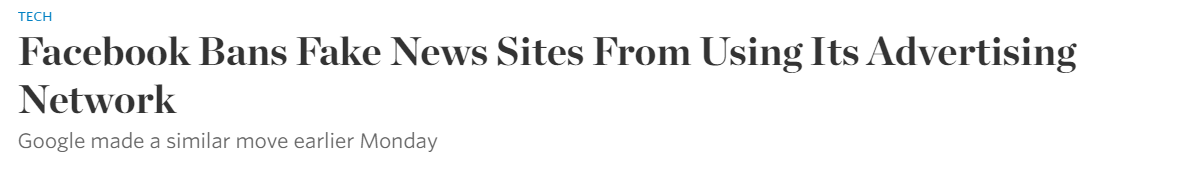 TECH
Facebook Bans Fake News Sites From Using Its Advertising
Network
Google made a similar move earlier Monday